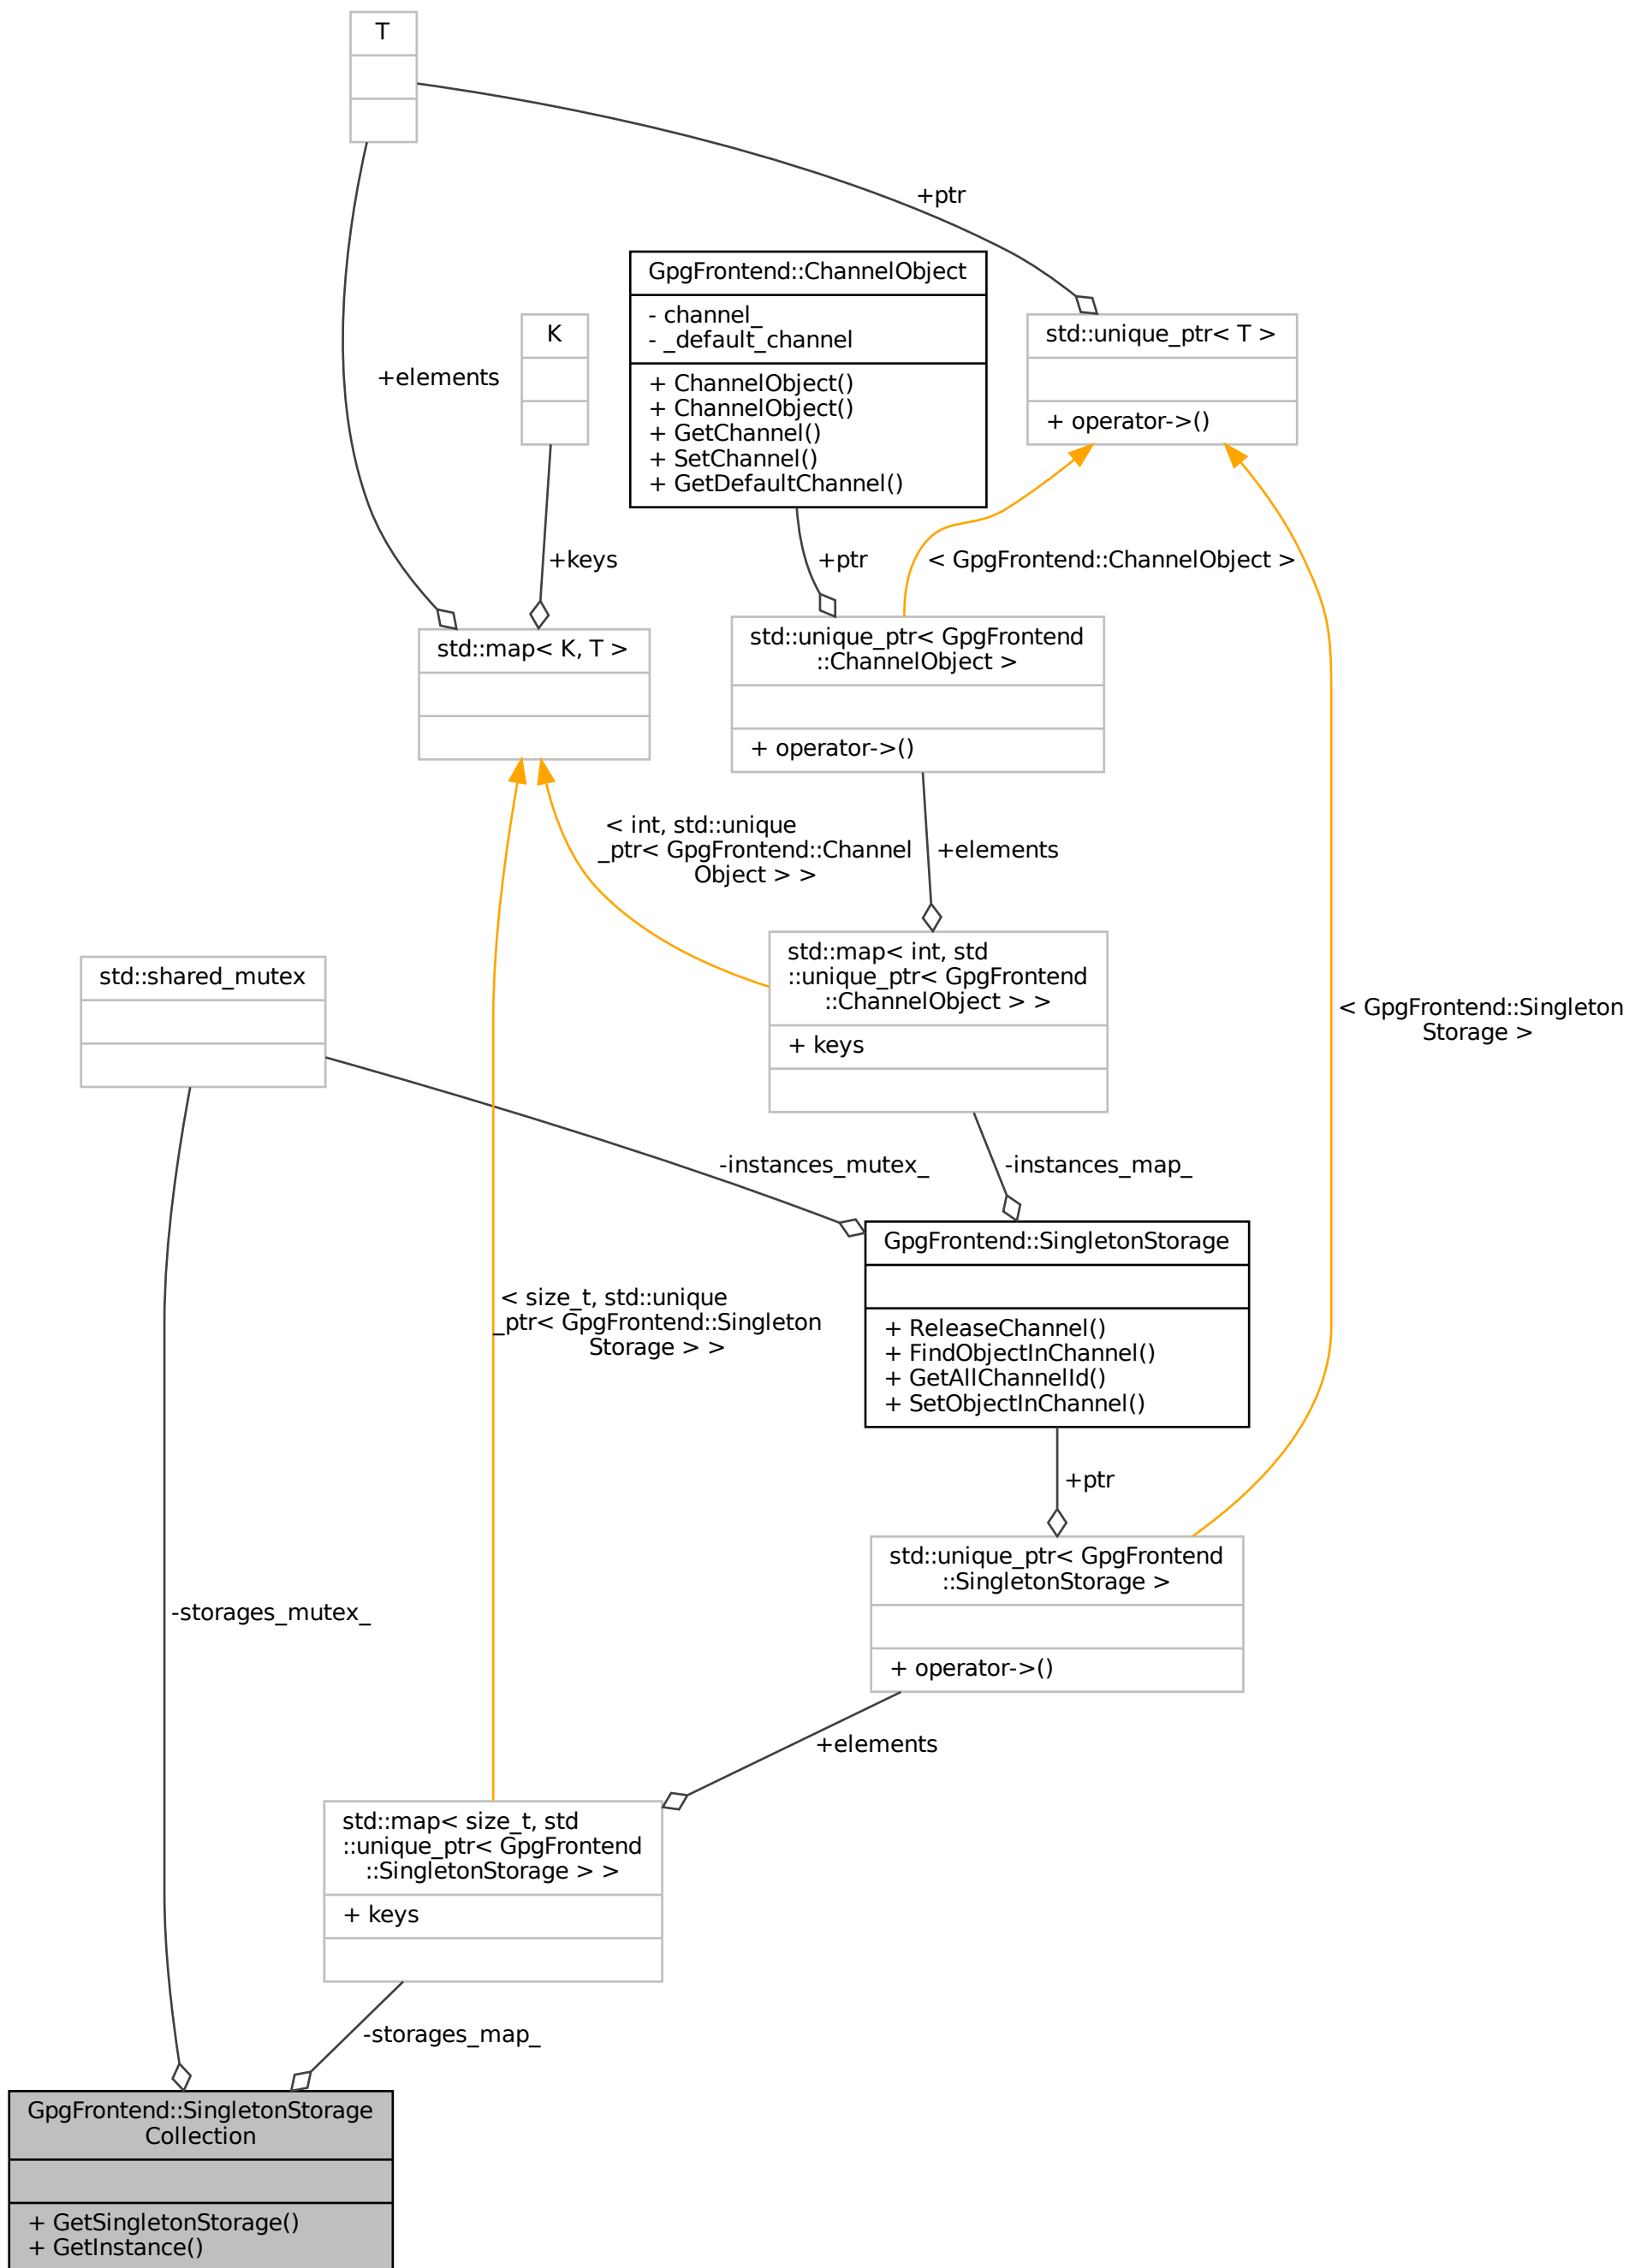 T
+ptr
GpgFrontend::ChannelObject
- channel_
- _default_channel
+ ChannelObject()
+ ChannelObject()
+ GetChannel()
+ SetChannel()
+ GetDefaultChannel()
K
std::unique_ptr< T >
+ operator->()
+elements
+keys
+ptr
< GpgFrontend::ChannelObject >
std::map< K, T >
std::unique_ptr< GpgFrontend
::ChannelObject >
+ operator->()
< int, std::unique
_ptr< GpgFrontend::Channel
Object > >
+elements
std::shared_mutex
std::map< int, std
::unique_ptr< GpgFrontend
::ChannelObject > >
+ keys
< GpgFrontend::Singleton
Storage >
-instances_mutex_
-instances_map_
GpgFrontend::SingletonStorage
+ ReleaseChannel()
+ FindObjectInChannel()
+ GetAllChannelId()
+ SetObjectInChannel()
< size_t, std::unique
_ptr< GpgFrontend::Singleton
Storage > >
+ptr
std::unique_ptr< GpgFrontend
::SingletonStorage >
+ operator->()
-storages_mutex_
+elements
std::map< size_t, std
::unique_ptr< GpgFrontend
::SingletonStorage > >
+ keys
-storages_map_
GpgFrontend::SingletonStorage
Collection
+ GetSingletonStorage()
+ GetInstance()